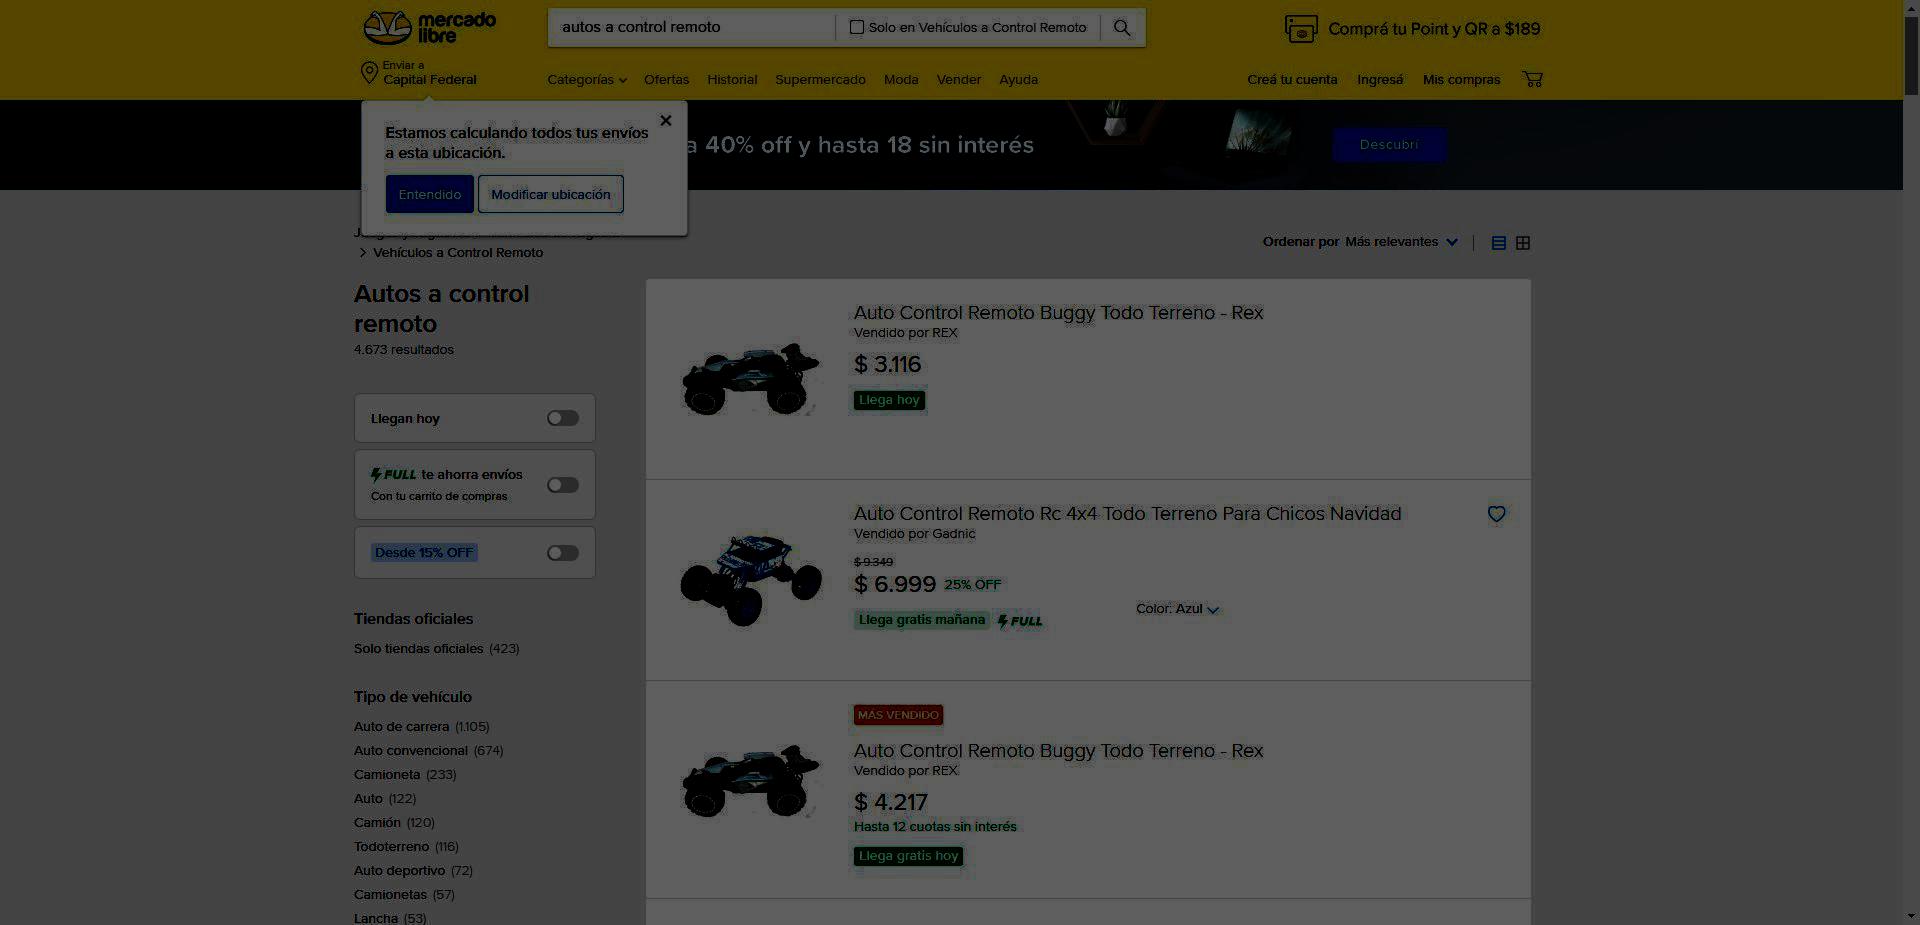 mercado
libre
autos a control remoto
Solo en Vehículos a Control Remoto
Comprá tu Point y QR a $189
Enviar a
Capital Federal
Categorías
Ofertas
Historial
Supermercado
Moda
Vender
Ayuda
Creá tu cuenta
Ingresá
Mis compras
Estamos calculando todos tus envíos
a esta ubicación.
Entendido
Modificar ubicación
a 40% off y hasta 18 sin interés
Descubrí
> Vehículos a Control Remoto
Ordenar por Más relevantes
Autos a control
remoto
4.673 resultados
Llegan hoy
FULL te ahorra envíos
Con tu carrito de compras
Desde 15% OFF
Tiendas oficiales
Solo tiendas oficiales (423)
Tipo de vehículo
Auto de carrera (1.105)
Auto convencional (674)
Camioneta (233)
Auto (122)
Camión (120)
Todoterreno (116)
Auto deportivo (72)
Camionetas (57)
Lancha (53)
Auto Control Remoto Buggy Todo Terreno - Rex
Vendido por REX
$ 3.116
Llega hoy
Auto Control Remoto Rc 4x4 Todo Terreno Para Chicos Navidad
Vendido por Gadnic
$ 9.349
$ 6.999 25% OFF
Color: Azul
Llega gratis mañana FULL
MÁS VENDIDO
Auto Control Remoto Buggy Todo Terreno - Rex
Vendido por REX
$ 4.217
Hasta 12 cuotas sin interés
Llega gratis hoy